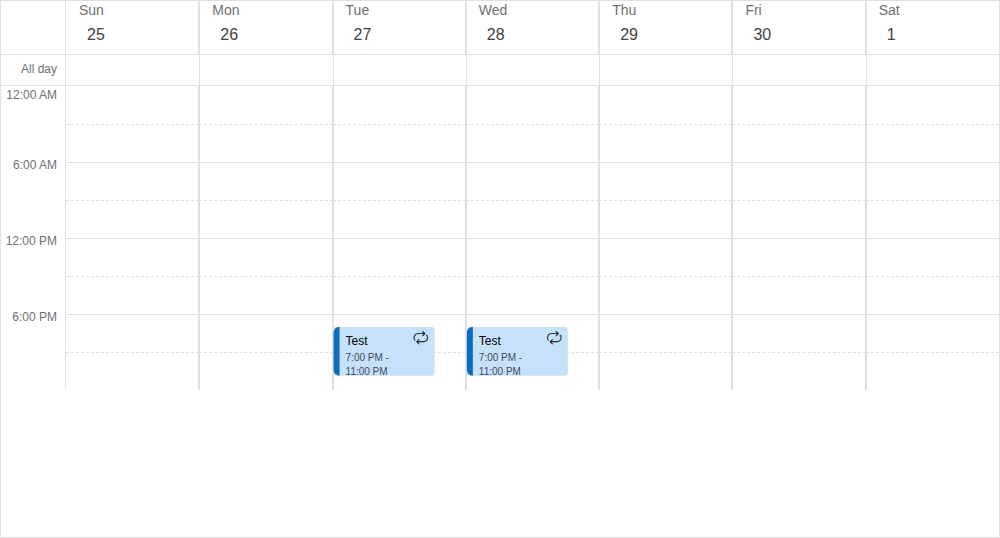 Sun Mon Tue Wed Thu Fri Sat
25 26 27 28 29 30 1
All day
12:00 AM
6:00 AM
12:00 PM
6:00 PM
Test
7:00 PM -
11:00 PM
Test
7:00 PM -
11:00 PM